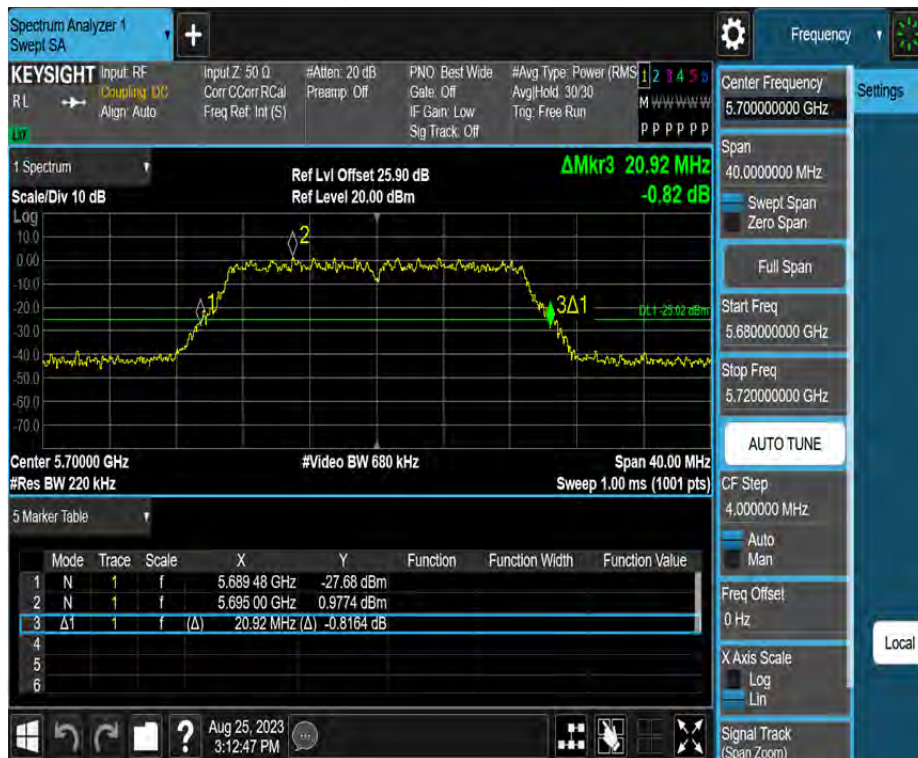 Spectrum Analyzer 1
Swept SA
+
Frequency
KEYSIGHT
RL
LXI
Input: RF
Coupling: DC
Align: Auto
Input Z: 50 Ω
Corr CCorr RCal
Freq Ref: Int (S)
#Atten: 20 dB
Preamp: Off
PNO: Best Wide
Gate: Off
IF Gain: Low
Sig Track: Off
#Avg Type: Power (RMS
Avg|Hold: 30/30
Trig: Free Run
1 2 3 4 5 6
M W W W W W
P P P P P P
Center Frequency
5.700000000 GHz
Settings
Span
40.0000000 MHz
Swept Span
Zero Span
Full Span
Start Freq
5.680000000 GHz
Stop Freq
5.720000000 GHz
AUTO TUNE
CF Step
4.000000 MHz
Auto
Man
Freq Offset
0 Hz
X Axis Scale
Log
Lin
Signal Track
(Span Zoom)
Local
1 Spectrum
Scale/Div 10 dB
Ref Lvl Offset 25.90 dB
Ref Level 20.00 dBm
ΔMkr3 20.92 MHz
-0.82 dB
Log
10.0
0.00
-10.0
-20.0
-30.0
-40.0
-50.0
-60.0
-70.0
1
2
3Δ1
DL1 -25.02 dBm
Center 5.70000 GHz
#Video BW 680 kHz
Span 40.00 MHz
#Res BW 220 kHz
Sweep 1.00 ms (1001 pts)
5 Marker Table
Mode Trace Scale X Y Function Function Width Function Value
1 N 1 f 5.689 48 GHz -27.68 dBm
2 N 1 f 5.695 00 GHz 0.9774 dBm
3 Δ1 1 f (Δ) 20.92 MHz (Δ) -0.8164 dB
4
5
6
?
Aug 25, 2023
3:12:47 PM